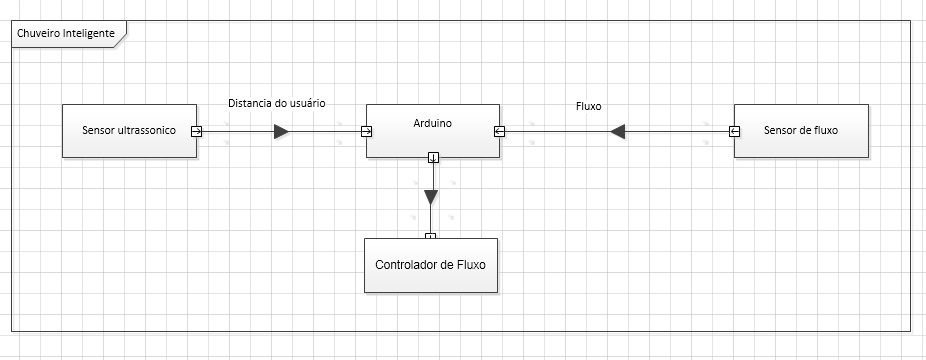 Chuveiro Inteligente
Distancia do usuário
Fluxo
Sensor ultrassonico
Arduino
Sensor de fluxo
Controlador de Fluxo